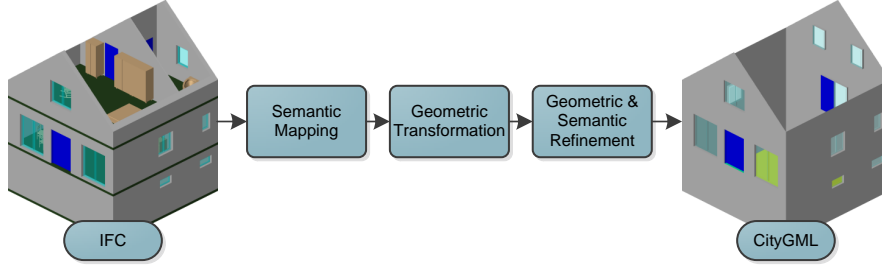 Semantic
Mapping
Geometric
Transformation
Geometric &
Semantic
Refinement
IFC
CityGML